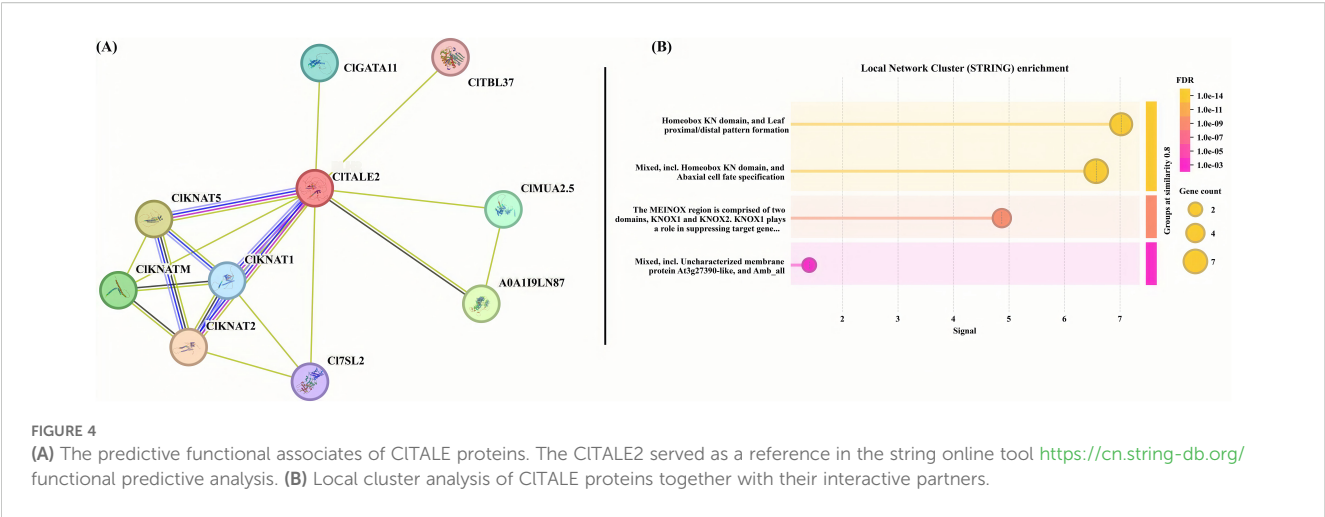 (A)
ClGATA11
ClTBL37
ClTALE2
ClMUA2.5
ClKNAT5
ClKNAT1
ClKNATM
A0A1I9LN87
ClKNAT2
Cl7SL2
(B)
Local Network Cluster (STRING) enrichment
Homeobox KN domain, and Leaf
proximal/distal pattern formation
Mixed, incl. Homeobox KN domain, and
Abaxial cell fate specification
The MEINOX region is comprised of two
domains, KNOX1 and KNOX2. KNOX1 plays
a role in suppressing target gene...
Mixed, incl. Uncharacterized membrane
protein At3g27390-like, and Amb_all
2 3 4 5 6 7
Signal
Groups at similarity 0.8
FDR
1.0e-14
1.0e-11
1.0e-09
1.0e-07
1.0e-05
1.0e-03
Gene count
2
4
7
FIGURE 4
(A) The predictive functional associates of ClTALE proteins. The ClTALE2 served as a reference in the string online tool https://cn.string-db.org/
functional predictive analysis. (B) Local cluster analysis of ClTALE proteins together with their interactive partners.